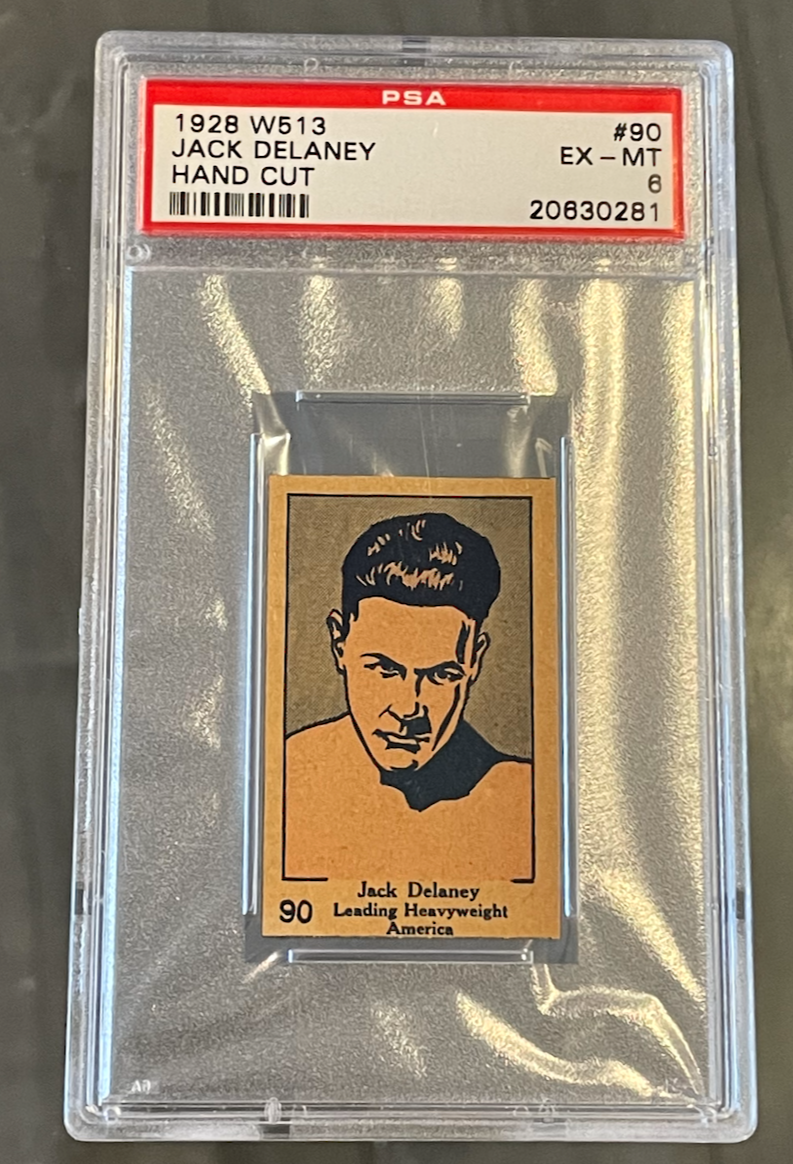 PSA
1928 W513 #90
JACK DELANEY EX - MT
HAND CUT 6
20630281
Jack Delaney
90 Leading Heavyweight
America